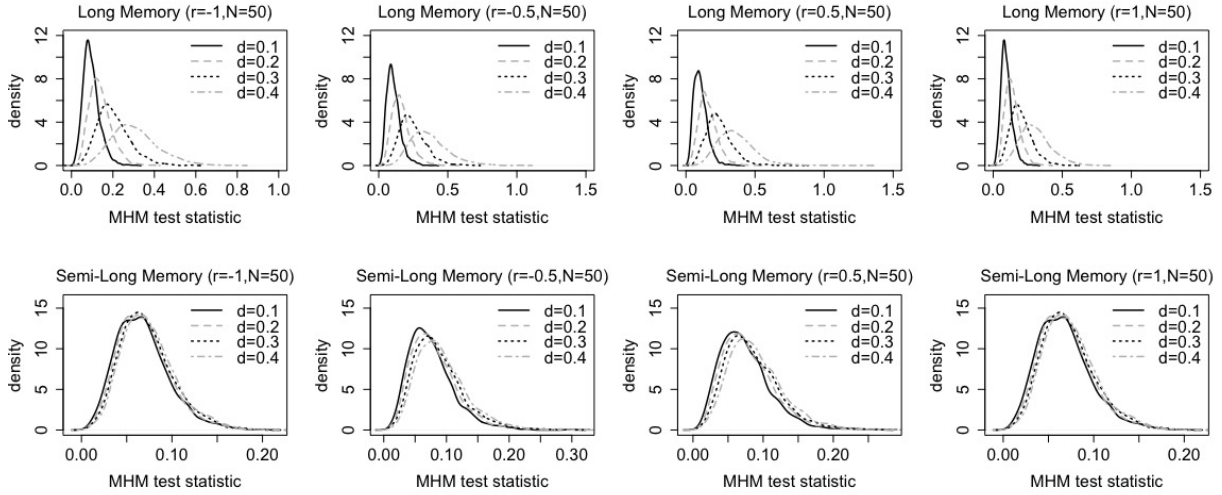 Long Memory (r=-1,N=50)
density
12
8
4
0
d=0.1
d=0.2
d=0.3
d=0.4
0.0 0.2 0.4 0.6 0.8 1.0
MHM test statistic
Long Memory (r=-0.5,N=50)
density
12
8
4
0
d=0.1
d=0.2
d=0.3
d=0.4
0.0 0.5 1.0 1.5
MHM test statistic
Long Memory (r=0.5,N=50)
density
12
8
4
0
d=0.1
d=0.2
d=0.3
d=0.4
0.0 0.5 1.0 1.5
MHM test statistic
Long Memory (r=1,N=50)
density
12
8
4
0
d=0.1
d=0.2
d=0.3
d=0.4
0.0 0.5 1.0 1.5
MHM test statistic
Semi-Long Memory (r=-1,N=50)
density
15
10
5
0
d=0.1
d=0.2
d=0.3
d=0.4
0.00 0.10 0.20
MHM test statistic
Semi-Long Memory (r=-0.5,N=50)
density
15
10
5
0
d=0.1
d=0.2
d=0.3
d=0.4
0.00 0.10 0.20 0.30
MHM test statistic
Semi-Long Memory (r=0.5,N=50)
density
15
10
5
0
d=0.1
d=0.2
d=0.3
d=0.4
0.00 0.10 0.20
MHM test statistic
Semi-Long Memory (r=1,N=50)
density
15
10
5
0
d=0.1
d=0.2
d=0.3
d=0.4
0.00 0.10 0.20
MHM test statistic